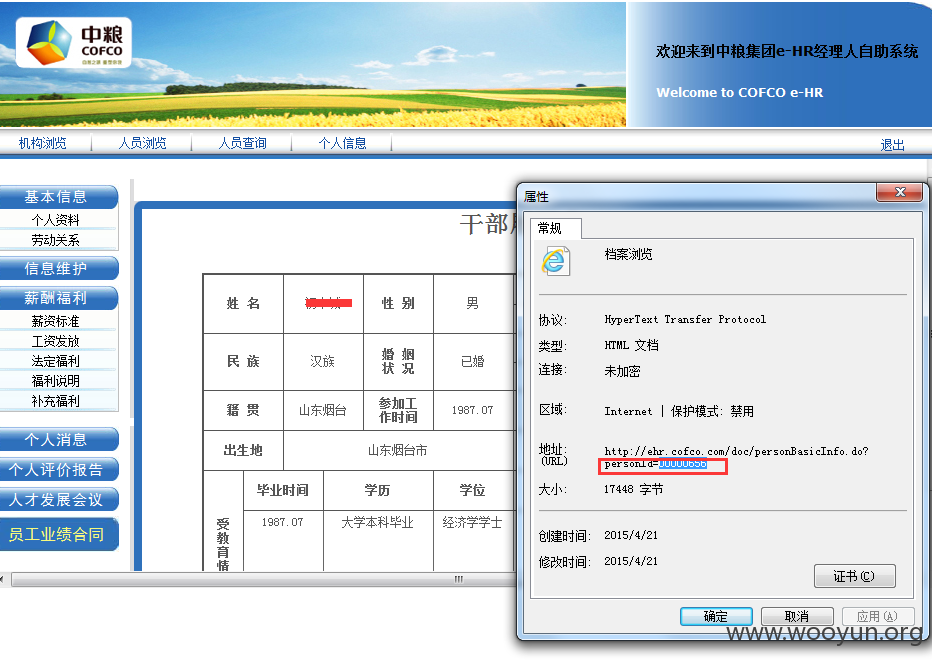 中粮
COFCO
自然之源 重塑你我
欢迎来到中粮集团e-HR经理人自助系统
Welcome to COFCO e-HR
机构浏览 人员浏览 人员查询 个人信息 退出
基本信息
个人资料
劳动关系
信息维护
薪酬福利
薪资标准
工资发放
法定福利
福利说明
补充福利
个人消息
个人评价报告
人才发展会议
员工业绩合同
干部
姓 名 性 别 男
民 族 汉族 婚 姻 状 况 已婚
籍 贯 山东烟台 参加工作时间 1987.07
出生地 山东烟台市
受教育情
毕业时间 学历 学位
1987.07 大学本科毕业 经济学学士
属性
常规
档案浏览
协议: HyperText Transfer Protocol
类型: HTML 文档
连接: 未加密
区域: Internet | 保护模式: 禁用
地址: (URL) http://ehr.cofco.com/doc/personBasicInfo.do?
personId=00000656
大小: 17448 字节
创建时间: 2015/4/21
修改时间: 2015/4/21
证书(C)
确定 取消 应用(A)
www.wooyun.org